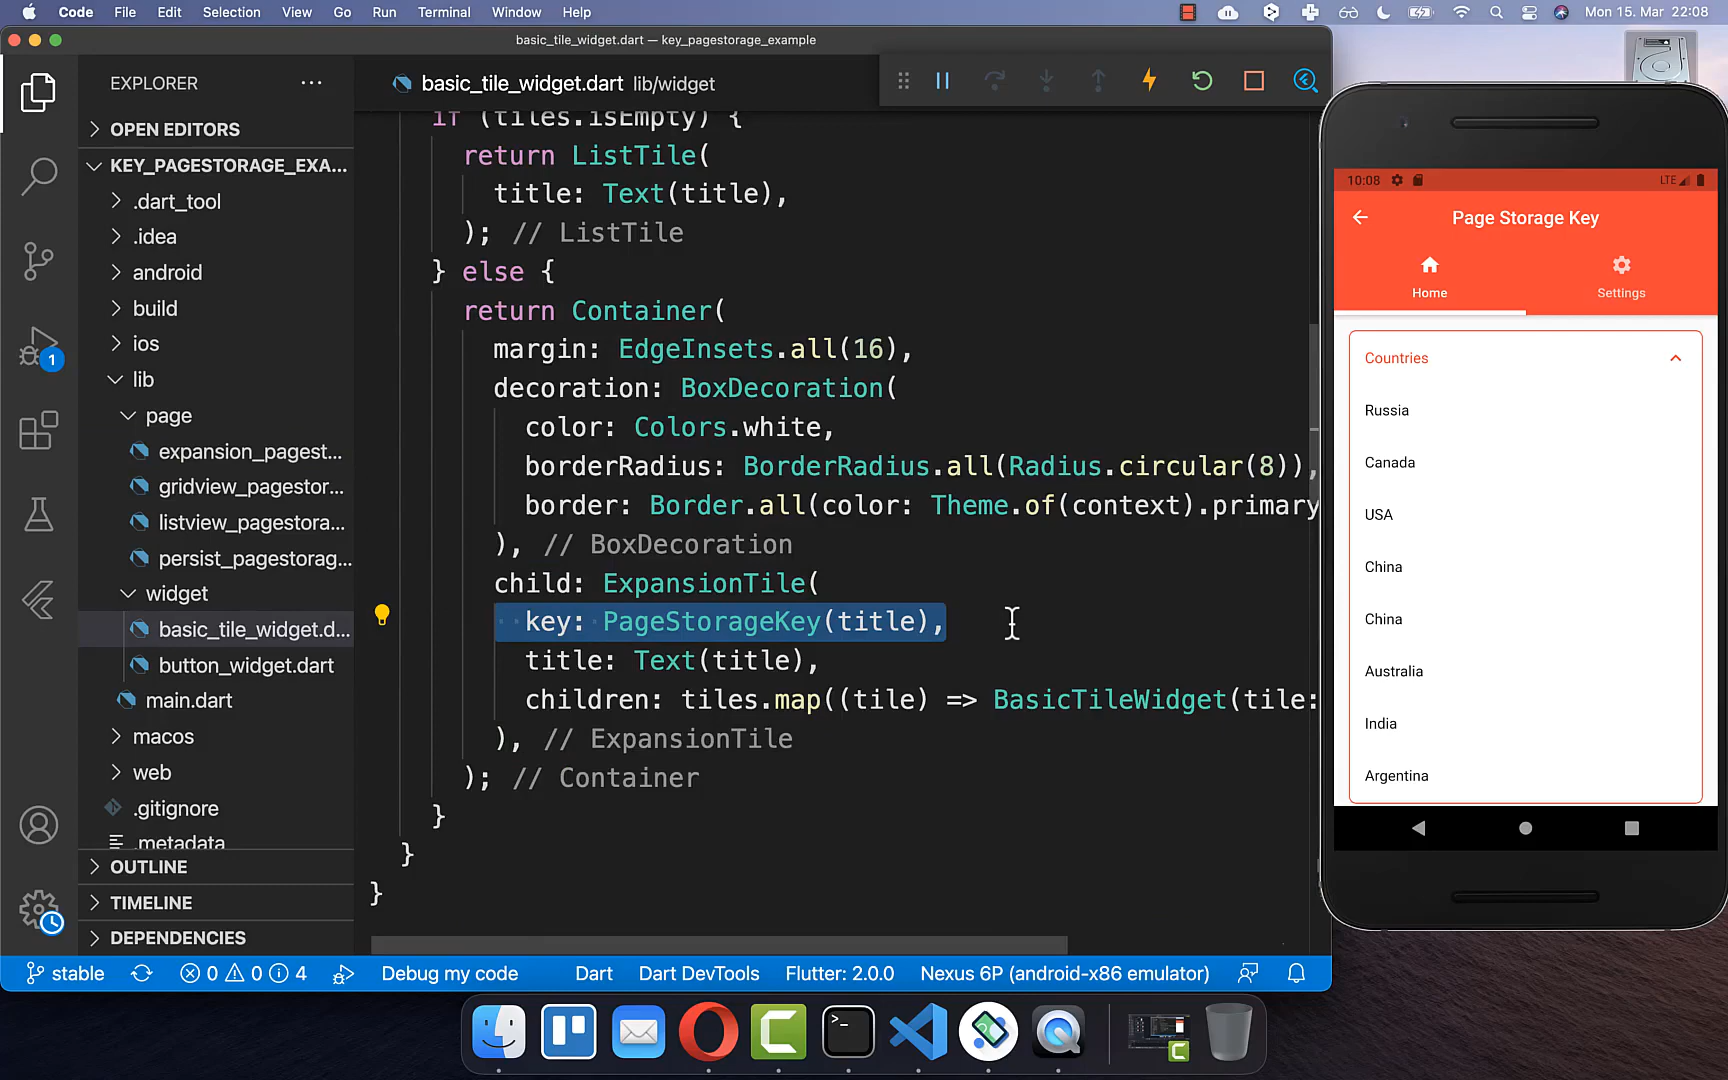 Code File Edit Selection View Go Run Terminal Window Help Mon 15. Mar 22:08
basic_tile_widget.dart — key_pagestorage_example
EXPLORER
OPEN EDITORS
KEY_PAGESTORAGE_EXA...
.dart_tool
.idea
android
build
ios
lib
page
expansion_pagest...
gridview_pagestor...
listview_pagestora...
persist_pagestorag...
widget
basic_tile_widget.d...
button_widget.dart
main.dart
macos
web
.gitignore
.metadata
OUTLINE
TIMELINE
DEPENDENCIES
1
basic_tile_widget.dart lib/widget
if (tiles.isEmpty) {
return ListTile(
title: Text(title),
); // ListTile
} else {
return Container(
margin: EdgeInsets.all(16),
decoration: BoxDecoration(
color: Colors.white,
borderRadius: BorderRadius.all(Radius.circular(8)),
border: Border.all(color: Theme.of(context).primary
), // BoxDecoration
child: ExpansionTile(
key: PageStorageKey(title),
title: Text(title),
children: tiles.map((tile) => BasicTileWidget(tile:
), // ExpansionTile
); // Container
}
}
}
stable 0 0 4 Debug my code Dart Dart DevTools Flutter: 2.0.0 Nexus 6P (android-x86 emulator)
10:08 LTE
Page Storage Key
Home Settings
Countries
Russia
Canada
USA
China
China
Australia
India
Argentina